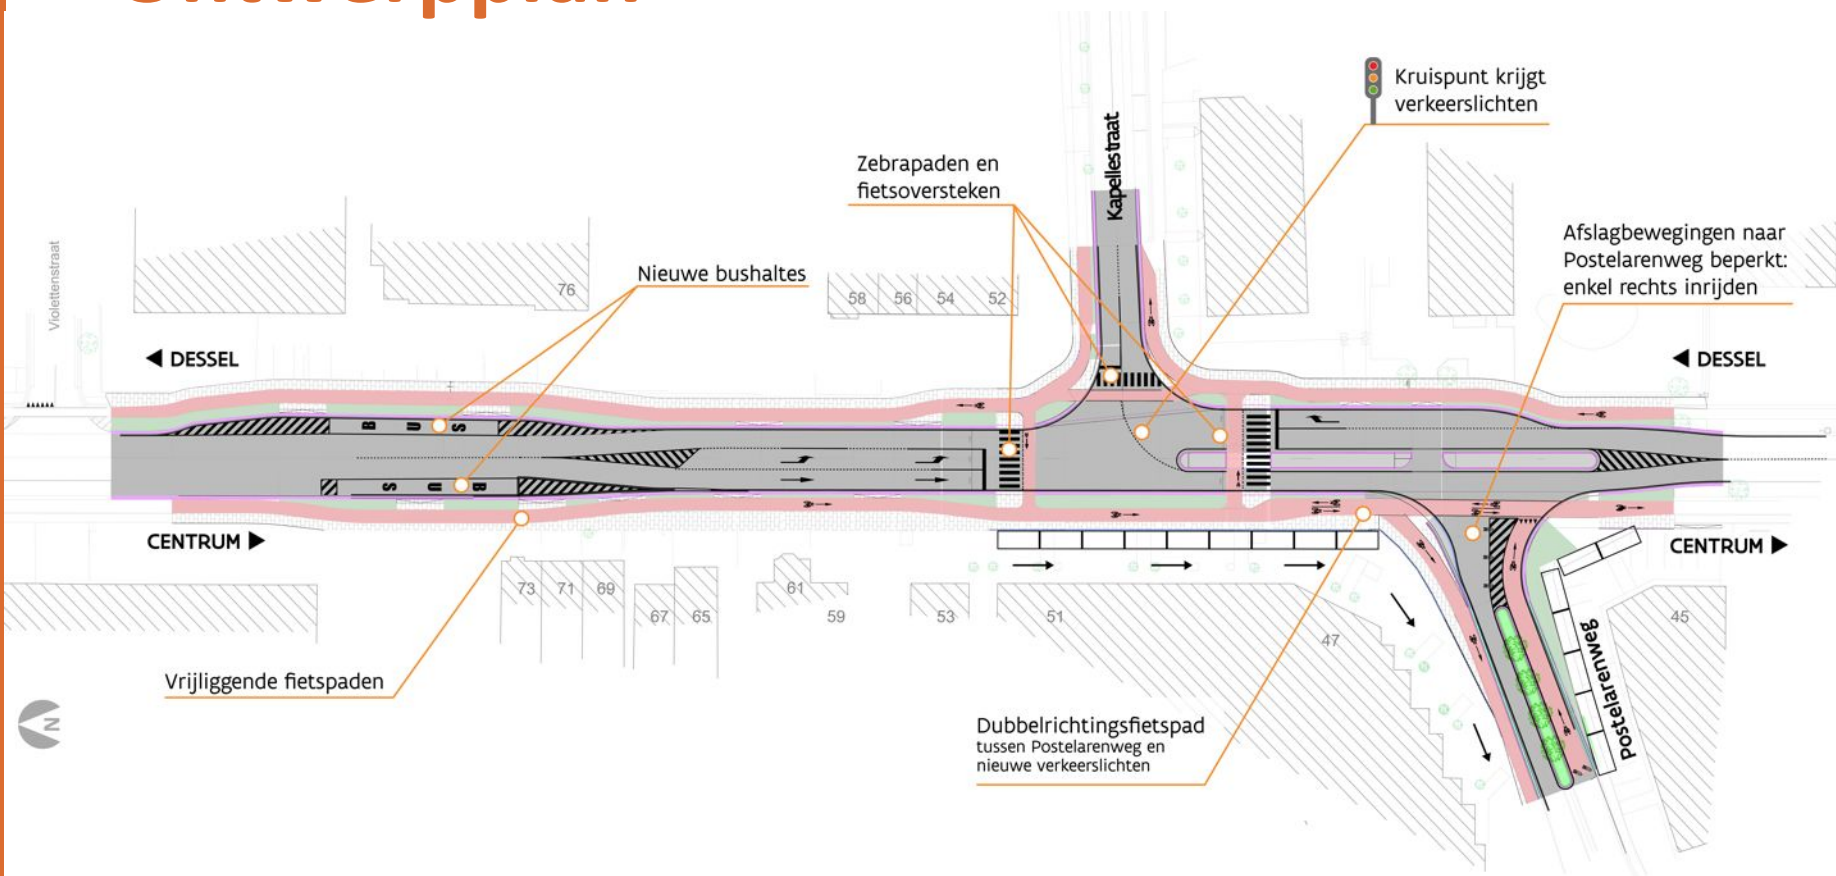 Ontwerpplan
Kruispunt krijgt
verkeerslichten
Kapellestraat
Zebrapaden en
fietsoversteken
Afslagbewegingen naar
Postelarenweg beperkt:
enkel rechts inrijden
Nieuwe bushaltes
Violettenstraat
76
58
56
54
52
DESSEL
DESSEL
BUS
BUS
CENTRUM
CENTRUM
73
71
69
67
65
61
59
53
51
47
45
Postelarenweg
Vrijliggende fietspaden
N
Dubbelrichtingsfietspad
tussen Postelarenweg en
nieuwe verkeerslichten